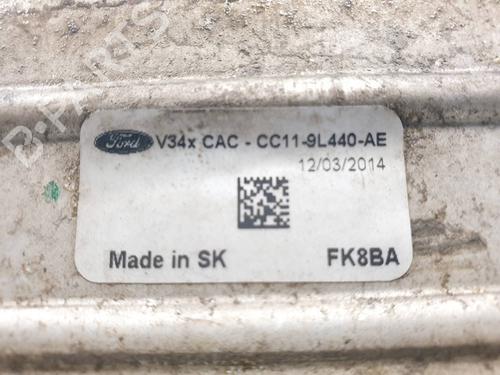 B-PARTS
Ford V34x CAC - CC11-9L440-AE
12/03/2014
Made in SK FK8BA